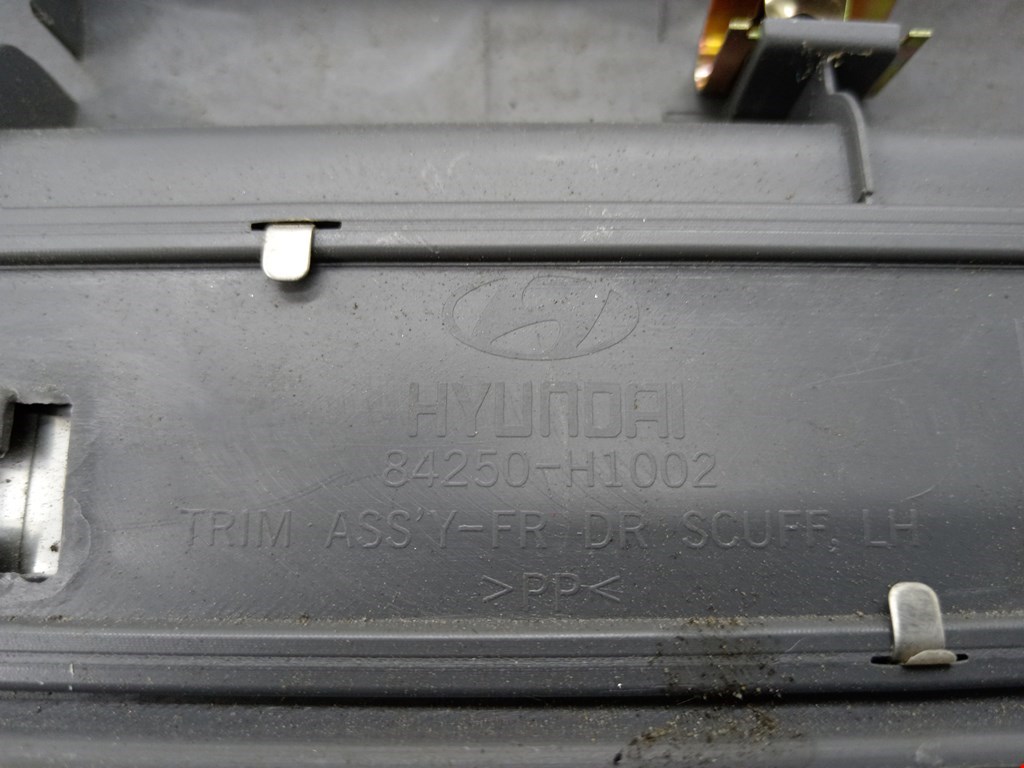 HYUNDAI
84250-H1002
TRIM ASS'Y-FR DR SCUFF, LH
>PP<